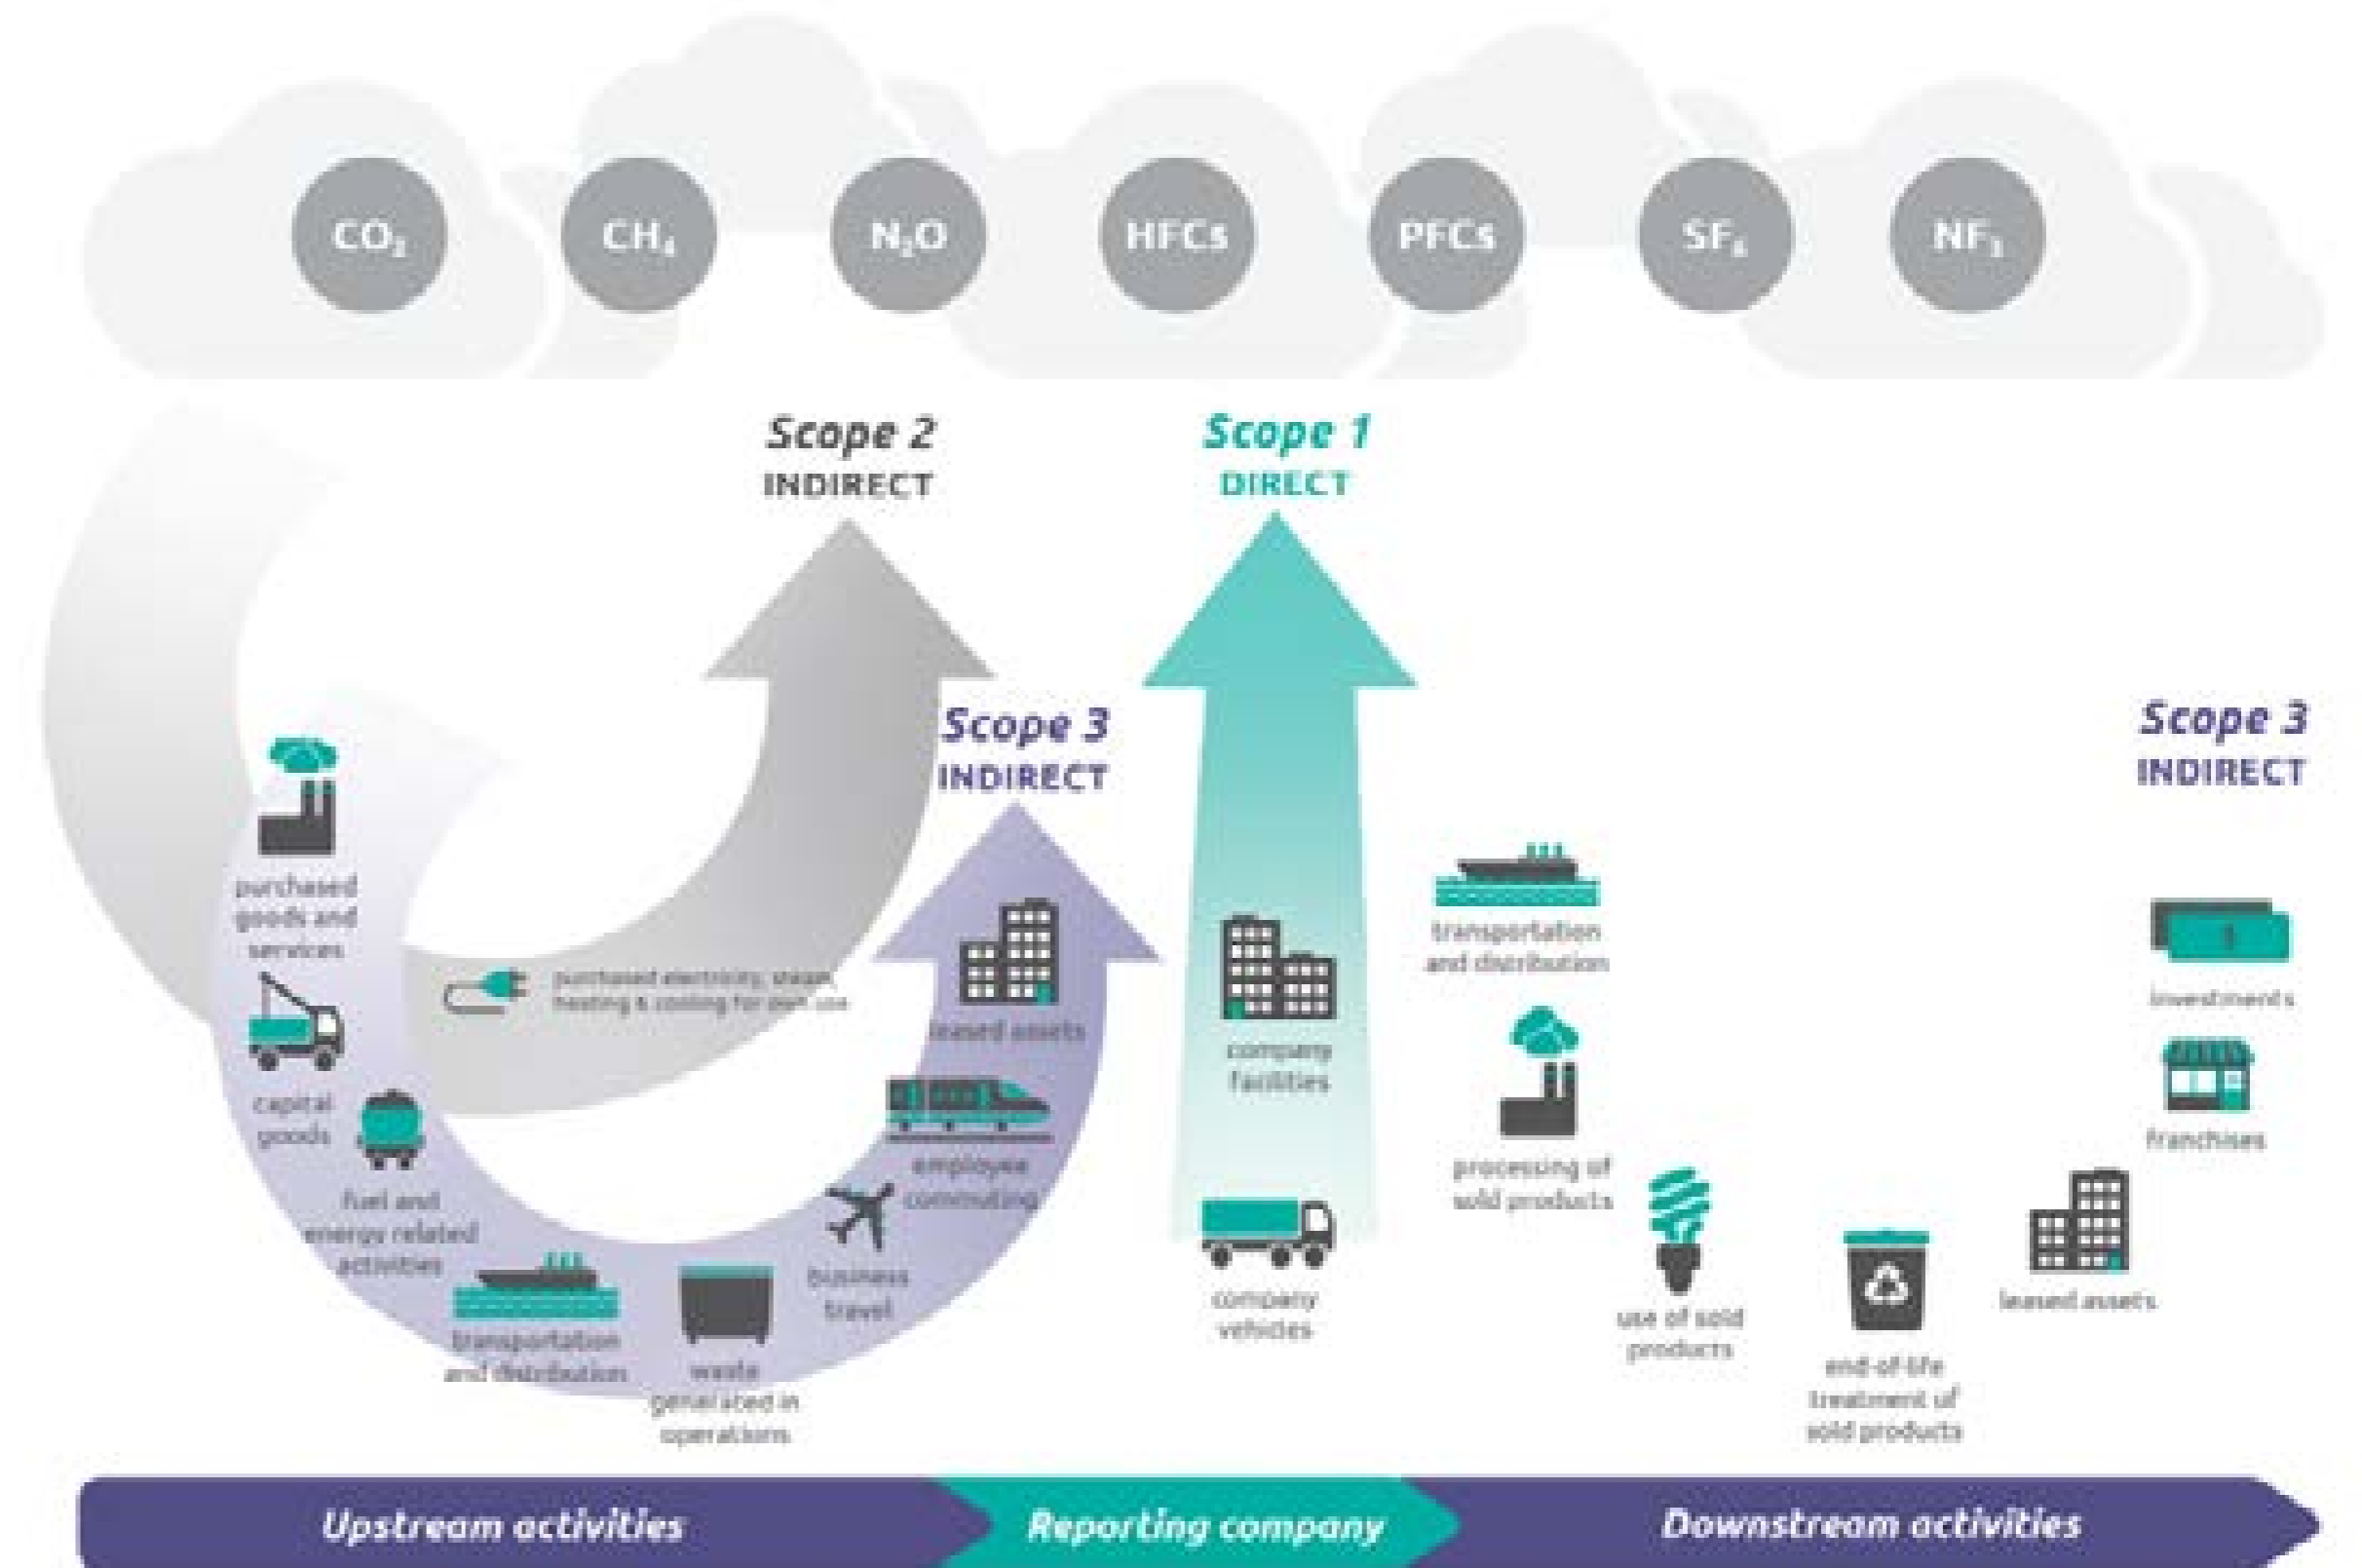 CO₂
CH₄
N₂O
HFCs
PFCs
SF₆
NF₃
Scope 2
INDIRECT
Scope 1
DIRECT
Scope 3
INDIRECT
Scope 3
INDIRECT
purchased
goods and
services
capital
goods
fuel and
energy related
activities
purchased electricity, steam,
heating & cooling for own use
transportation
and distribution
waste
generated in
operations
business
travel
employee
commuting
leased assets
company
facilities
company
vehicles
transportation
and distribution
processing of
sold products
use of sold
products
end-of-life
treatment of
sold products
leased assets
franchises
investments
Upstream activities
Reporting company
Downstream activities